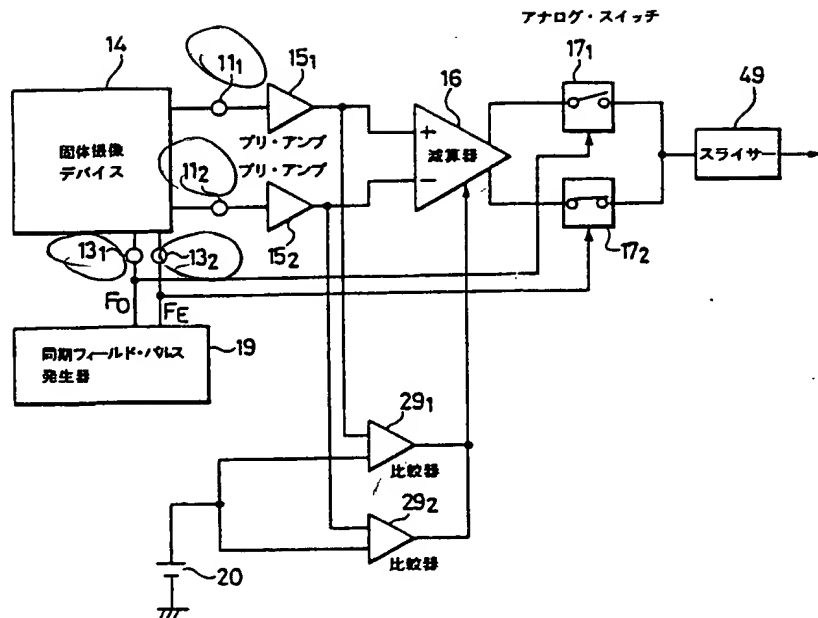 アナログ・スイッチ
14
11₁
15₁
16
17₁
49
固体撮像
デバイス
プリ・アンプ
11₂
プリ・アンプ
15₂
+
減算器
−
スライサー
17₂
13₁
13₂
FO
FE
同期フィールド・パルス
発生器
19
29₁
比較器
29₂
比較器
20